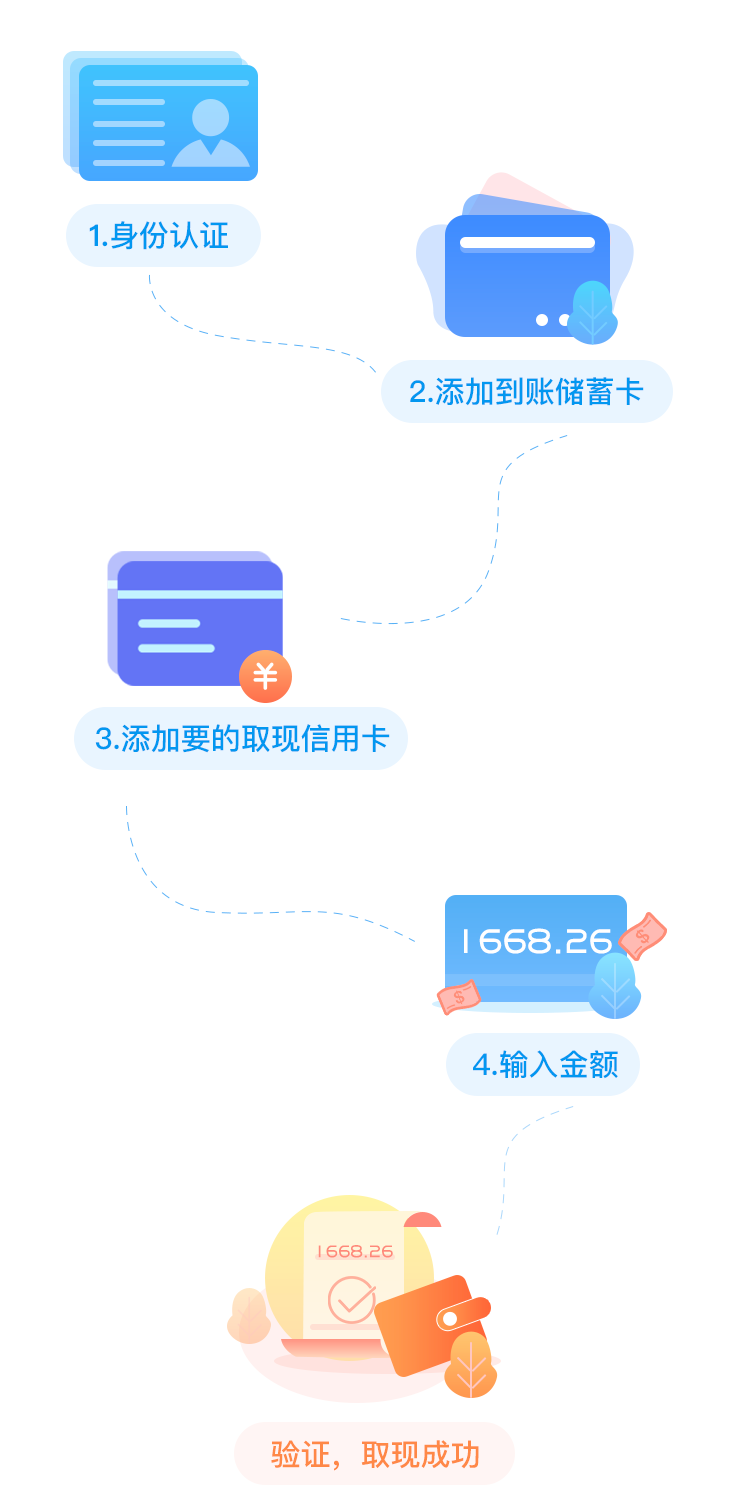 1.身份认证
2.添加到账储蓄卡
¥
3.添加要的取现信用卡
1668.26
$
$
4.输入金额
1668.26
验证，取现成功